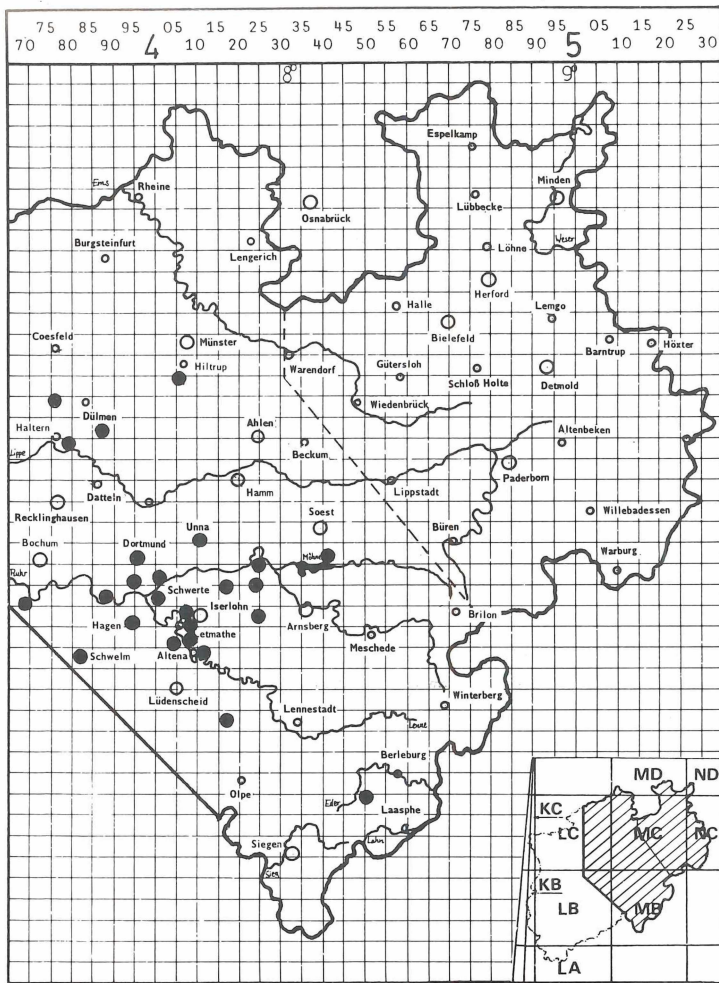 70 80 90 4 10 20 30 40 50 60 70 80 90 5 10 20 30
75 85 95 05 15 25 35 45 55 65 75 85 95 05 15 25
8° 9°
Espelkamp
Ems
Rheine
Minden
Osnabrück
Lübbecke
Lengerich
Löhne
Weser
Burgsteinfurt
Herford
Halle
Lemgo
Coesfeld
Münster
Bielefeld
Barntrup
Höxter
Hiltrup
Warendorf
Gütersloh
Schloß Holte
Detmold
Dülmen
Wiedenbrück
Haltern
Ahlen
Altenbeken
Lippe
Beckum
Paderborn
Datteln
Hamm
Lippstadt
Recklinghausen
Soest
Willebadessen
Unna
Büren
Bochum
Dortmund
Möhne
Warburg
Ruhr
Schwerte
Iserlohn
Arnsberg
Brilon
Hagen
Letmathe
Meschede
Schwelm
Altena
Lüdenscheid
Winterberg
Lennestadt
Lenne
Berleburg
Olpe
Eder
Laasphe
Siegen
Lahn
Sieg
MD ND
KC
LC MC NC
KB
LB MB
LA